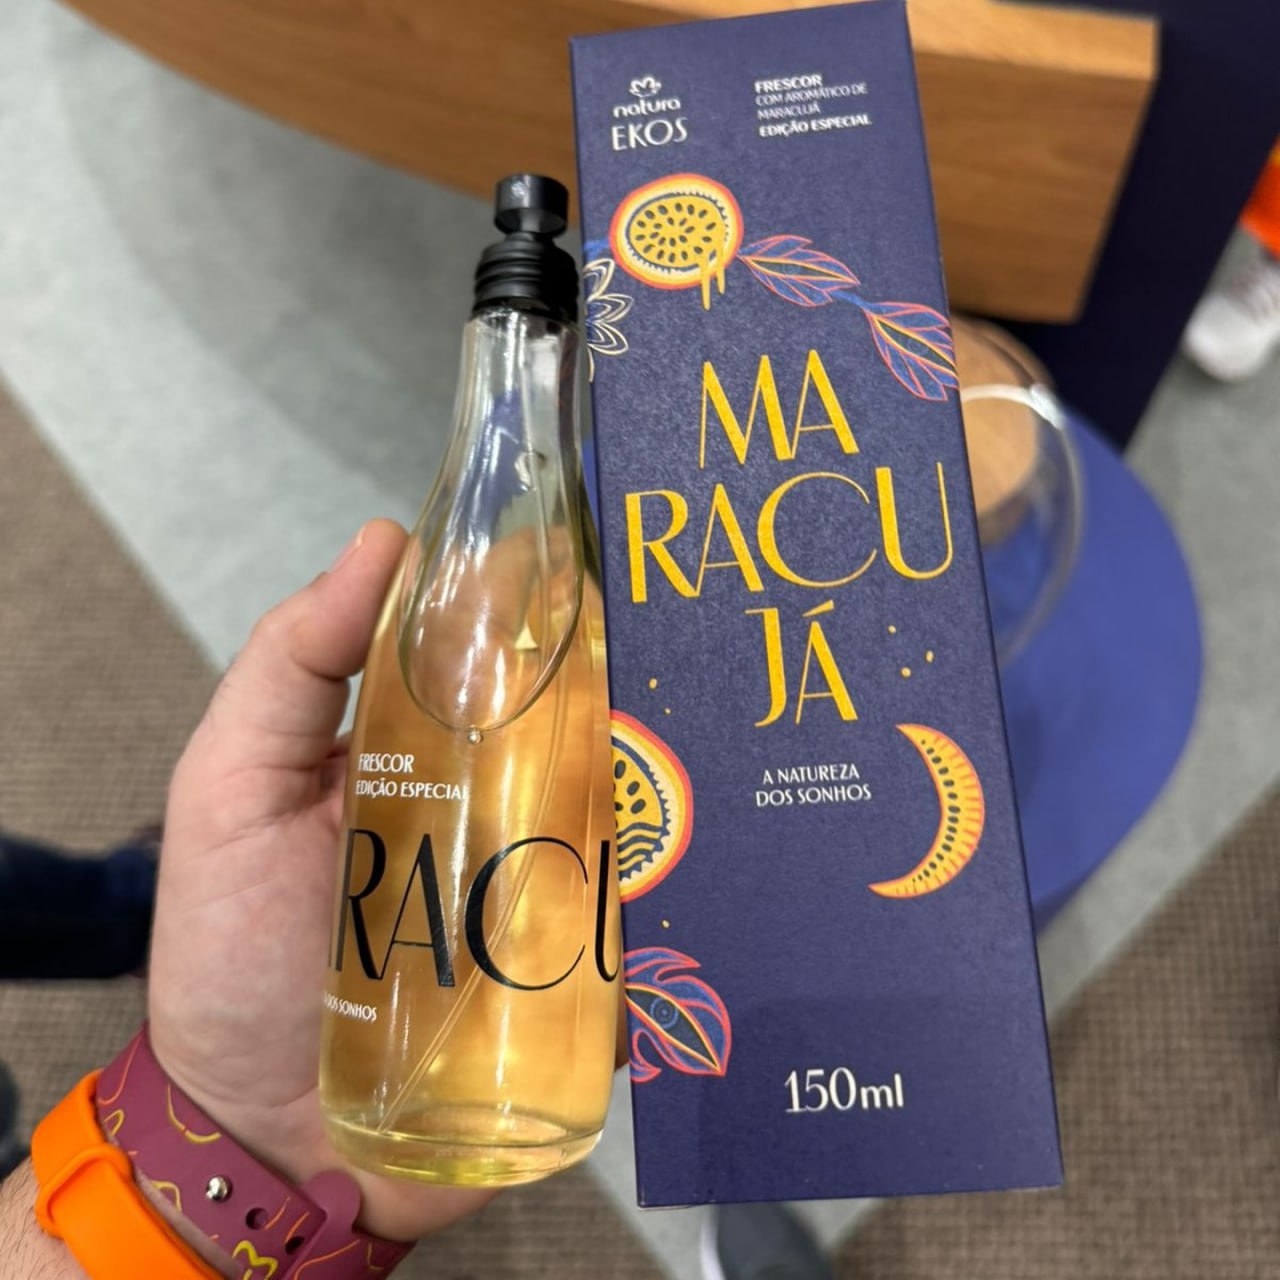 natura
EKOS
FRESCOR
COM AROMÁTICO DE
MARACUJÁ
EDIÇÃO ESPECIAL
MA
RACU
JÁ
A NATUREZA
DOS SONHOS
150ml
FRESCOR
EDIÇÃO ESPECIAL
RACU
DOS SONHOS